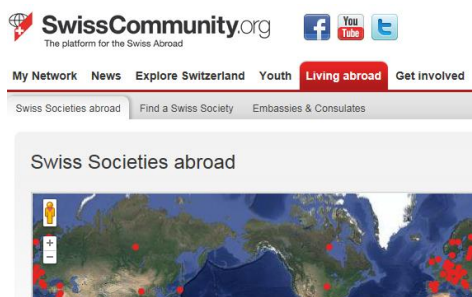 SwissCommunity.org
The platform for the Swiss Abroad
f You Tube t
My Network News Explore Switzerland Youth Living abroad Get involved
Swiss Societies abroad Find a Swiss Society Embassies & Consulates
Swiss Societies abroad
+
−